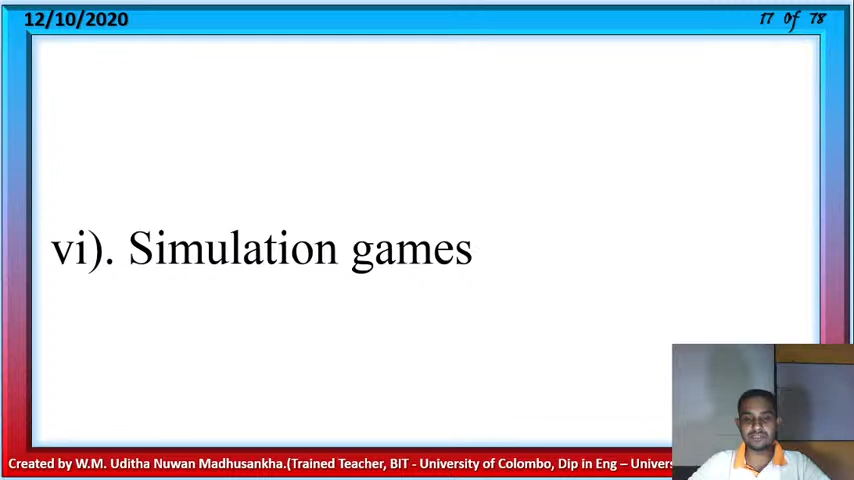 12/10/2020
17 of 78
vi). Simulation games
Created by W.M. Uditha Nuwan Madhusankha.(Trained Teacher, BIT - University of Colombo, Dip in Eng – Univers